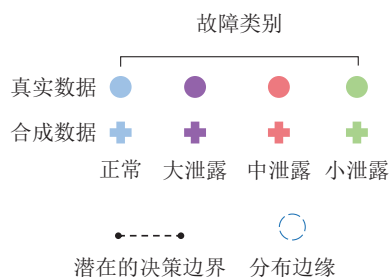 故障类别
真实数据
合成数据
正常 大泄露 中泄露 小泄露
潜在的决策边界 分布边缘